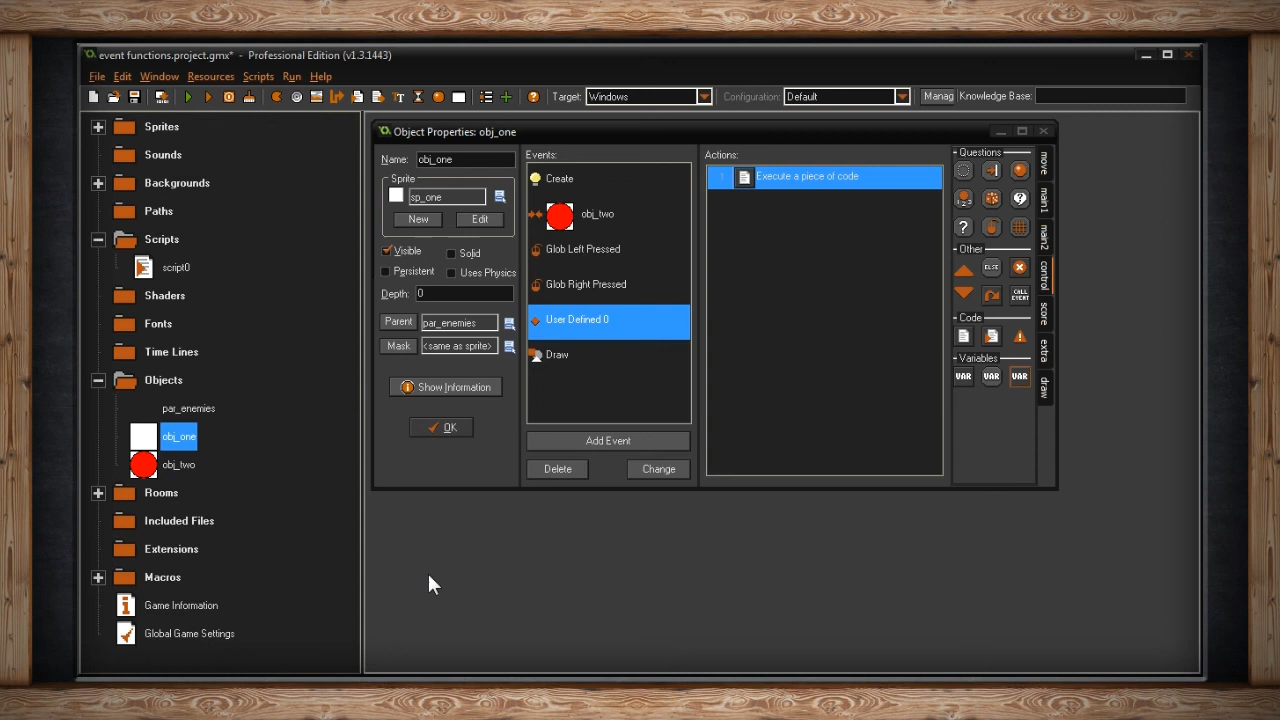 event functions.project.gmx* - Professional Edition (v1.3.1443)
File Edit Window Resources Scripts Run Help
Target: Windows Configuration: Default Manag Knowledge Base:
Sprites
Sounds
Backgrounds
Paths
Scripts
script0
Shaders
Fonts
Time Lines
Objects
par_enemies
obj_one
obj_two
Rooms
Included Files
Extensions
Macros
Game Information
Global Game Settings
Object Properties: obj_one
Name: obj_one
Sprite
sp_one
New Edit
Visible Solid
Persistent Uses Physics
Depth: 0
Parent par_enemies
Mask <same as sprite>
Show Information
OK
Events:
Create
obj_two
Glob Left Pressed
Glob Right Pressed
User Defined 0
Draw
Add Event
Delete Change
Actions:
1 Execute a piece of code
Questions
Other
ELSE
CALL EVENT
Code
Variables
VAR VAR VAR
move
main1
main2
control
score
extra
draw